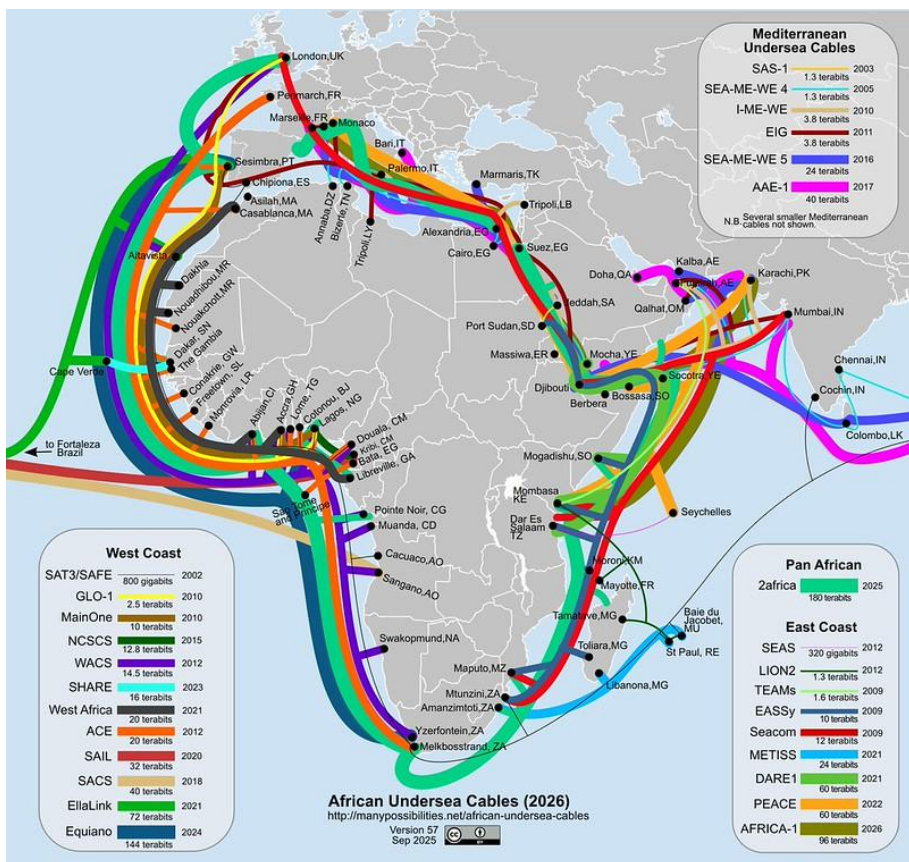 Mediterranean
Undersea Cables
SAS-1 2003
1.3 terabits
SEA-ME-WE 4 2005
1.3 terabits
I-ME-WE 2010
3.8 terabits
EIG 2011
3.8 terabits
SEA-ME-WE 5 2016
24 terabits
AAE-1 2017
40 terabits
N.B. Several smaller Mediterranean
cables not shown.
London,UK
Penmarch,FR
Marseille,FR
Monaco
Bari,IT
Sesimbra,PT
Palermo,IT
Chipiona,ES
Marmaris,TK
Asilah,MA
Annaba,DZ
Bizerte,TN
Tripoli,LY
Tripoli,LB
Casablanca,MA
Alexandria,EG
Cairo,EG
Suez,EG
Altavista
Doha,QA
Kalba,AE
Fujairah,AE
Karachi,PK
Dakhla
Nouadhibou,MR
Nouakchott,MR
Jeddah,SA
Qalhat,OM
Mumbai,IN
Port Sudan,SD
Dakar, SN
The Gambia
Massiwa,ER
Mocha,YE
Chennai,IN
Cape Verde
Djibouti
Socotra,YE
Cochin,IN
Berbera
Bossasa,SO
Conakrie, GW
Freetown, SL
Monrovia, LR
Abijan,CI
Accra,GH
Lome,TG
Cotonou, BJ
Lagos, NG
Colombo,LK
to Fortaleza
Brazil
Douala, CM
Kribi, CM
Bata, EG
Libreville, GA
Mogadishu,SO
Sao Tome
and Principe
Mombasa
KE
Pointe Noir, CG
Dar Es
Salaam
TZ
Seychelles
Muanda, CD
Cacuaco,AO
Moroni,KM
Sangano,AO
Mayotte,FR
Tamatave,MG
Baie du
Jacobet,
MU
Swakopmund,NA
St Paul, RE
Toliara,MG
Maputo,MZ
Libanona,MG
Mtunzini,ZA
Amanzimtoti,ZA
Yzerfontein,ZA
Melkbosstrand, ZA
West Coast
SAT3/SAFE 2002
800 gigabits
GLO-1 2010
2.5 terabits
MainOne 2010
10 terabits
NCSCS 2015
12.8 terabits
WACS 2012
14.5 terabits
SHARE 2023
16 terabits
West Africa 2021
20 terabits
ACE 2012
20 terabits
SAIL 2020
32 terabits
SACS 2018
40 terabits
EllaLink 2021
72 terabits
Equiano 2024
144 terabits
Pan African
2africa 2025
180 terabits
East Coast
SEAS 2012
320 gigabits
LION2 2012
1.3 terabits
TEAMs 2009
1.6 terabits
EASSy 2009
10 terabits
Seacom 2009
12 terabits
METISS 2021
24 terabits
DARE1 2021
60 terabits
PEACE 2022
60 terabits
AFRICA-1 2026
96 terabits
African Undersea Cables (2026)
http://manypossibilities.net/african-undersea-cables
Version 57
Sep 2025
cc
BY